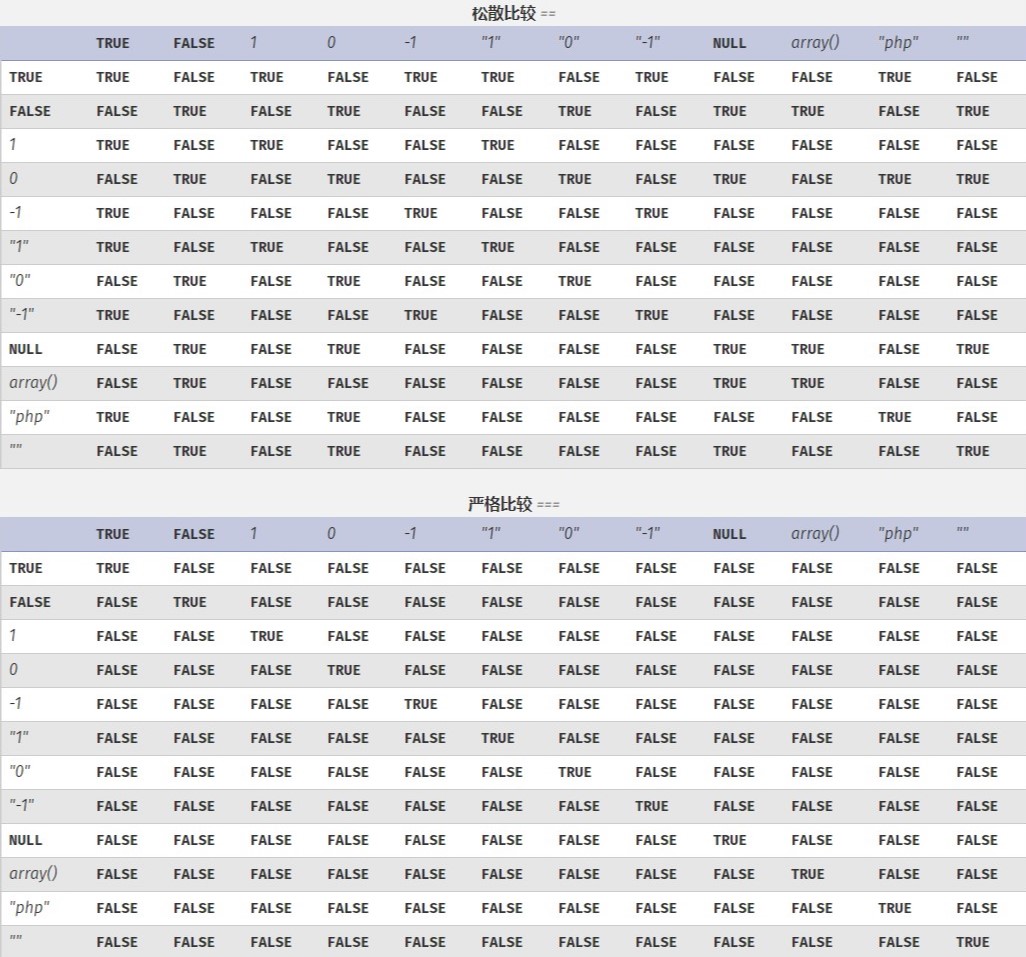 松散比较 ==
TRUE FALSE 1 0 -1 "1" "0" "-1" NULL array() "php" ""
TRUE TRUE FALSE TRUE FALSE TRUE TRUE FALSE TRUE FALSE FALSE TRUE FALSE
FALSE FALSE TRUE FALSE TRUE FALSE FALSE TRUE FALSE TRUE TRUE FALSE TRUE
1 TRUE FALSE TRUE FALSE FALSE TRUE FALSE FALSE FALSE FALSE FALSE FALSE
0 FALSE TRUE FALSE TRUE FALSE FALSE TRUE FALSE TRUE FALSE TRUE TRUE
-1 TRUE FALSE FALSE FALSE TRUE FALSE FALSE TRUE FALSE FALSE FALSE FALSE
"1" TRUE FALSE TRUE FALSE FALSE TRUE FALSE FALSE FALSE FALSE FALSE FALSE
"0" FALSE TRUE FALSE TRUE FALSE FALSE TRUE FALSE FALSE FALSE FALSE FALSE
"-1" TRUE FALSE FALSE FALSE TRUE FALSE FALSE TRUE FALSE FALSE FALSE FALSE
NULL FALSE TRUE FALSE TRUE FALSE FALSE FALSE FALSE TRUE TRUE FALSE TRUE
array() FALSE TRUE FALSE FALSE FALSE FALSE FALSE FALSE TRUE TRUE FALSE FALSE
"php" TRUE FALSE FALSE TRUE FALSE FALSE FALSE FALSE FALSE FALSE TRUE FALSE
"" FALSE TRUE FALSE TRUE FALSE FALSE FALSE FALSE TRUE FALSE FALSE TRUE
严格比较 ===
TRUE FALSE 1 0 -1 "1" "0" "-1" NULL array() "php" ""
TRUE TRUE FALSE FALSE FALSE FALSE FALSE FALSE FALSE FALSE FALSE FALSE FALSE
FALSE FALSE TRUE FALSE FALSE FALSE FALSE FALSE FALSE FALSE FALSE FALSE FALSE
1 FALSE FALSE TRUE FALSE FALSE FALSE FALSE FALSE FALSE FALSE FALSE FALSE
0 FALSE FALSE FALSE TRUE FALSE FALSE FALSE FALSE FALSE FALSE FALSE FALSE
-1 FALSE FALSE FALSE FALSE TRUE FALSE FALSE FALSE FALSE FALSE FALSE FALSE
"1" FALSE FALSE FALSE FALSE FALSE TRUE FALSE FALSE FALSE FALSE FALSE FALSE
"0" FALSE FALSE FALSE FALSE FALSE FALSE TRUE FALSE FALSE FALSE FALSE FALSE
"-1" FALSE FALSE FALSE FALSE FALSE FALSE FALSE TRUE FALSE FALSE FALSE FALSE
NULL FALSE FALSE FALSE FALSE FALSE FALSE FALSE FALSE TRUE FALSE FALSE FALSE
array() FALSE FALSE FALSE FALSE FALSE FALSE FALSE FALSE FALSE TRUE FALSE FALSE
"php" FALSE FALSE FALSE FALSE FALSE FALSE FALSE FALSE FALSE FALSE TRUE FALSE
"" FALSE FALSE FALSE FALSE FALSE FALSE FALSE FALSE FALSE FALSE FALSE TRUE